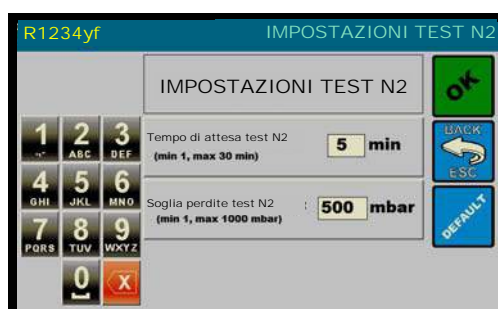 R1234yf IMPOSTAZIONI TEST N2
IMPOSTAZIONI TEST N2
OK
1 2 3
.,- ABC DEF
Tempo di attesa test N2 5 min
(min 1, max 30 min)
BACK
ESC
4 5 6
GHI JKL MNO
Soglia perdite test N2 : 500 mbar
(min 1, max 1000 mbar)
DEFAULT
7 8 9
PQRS TUV WXYZ
0 X